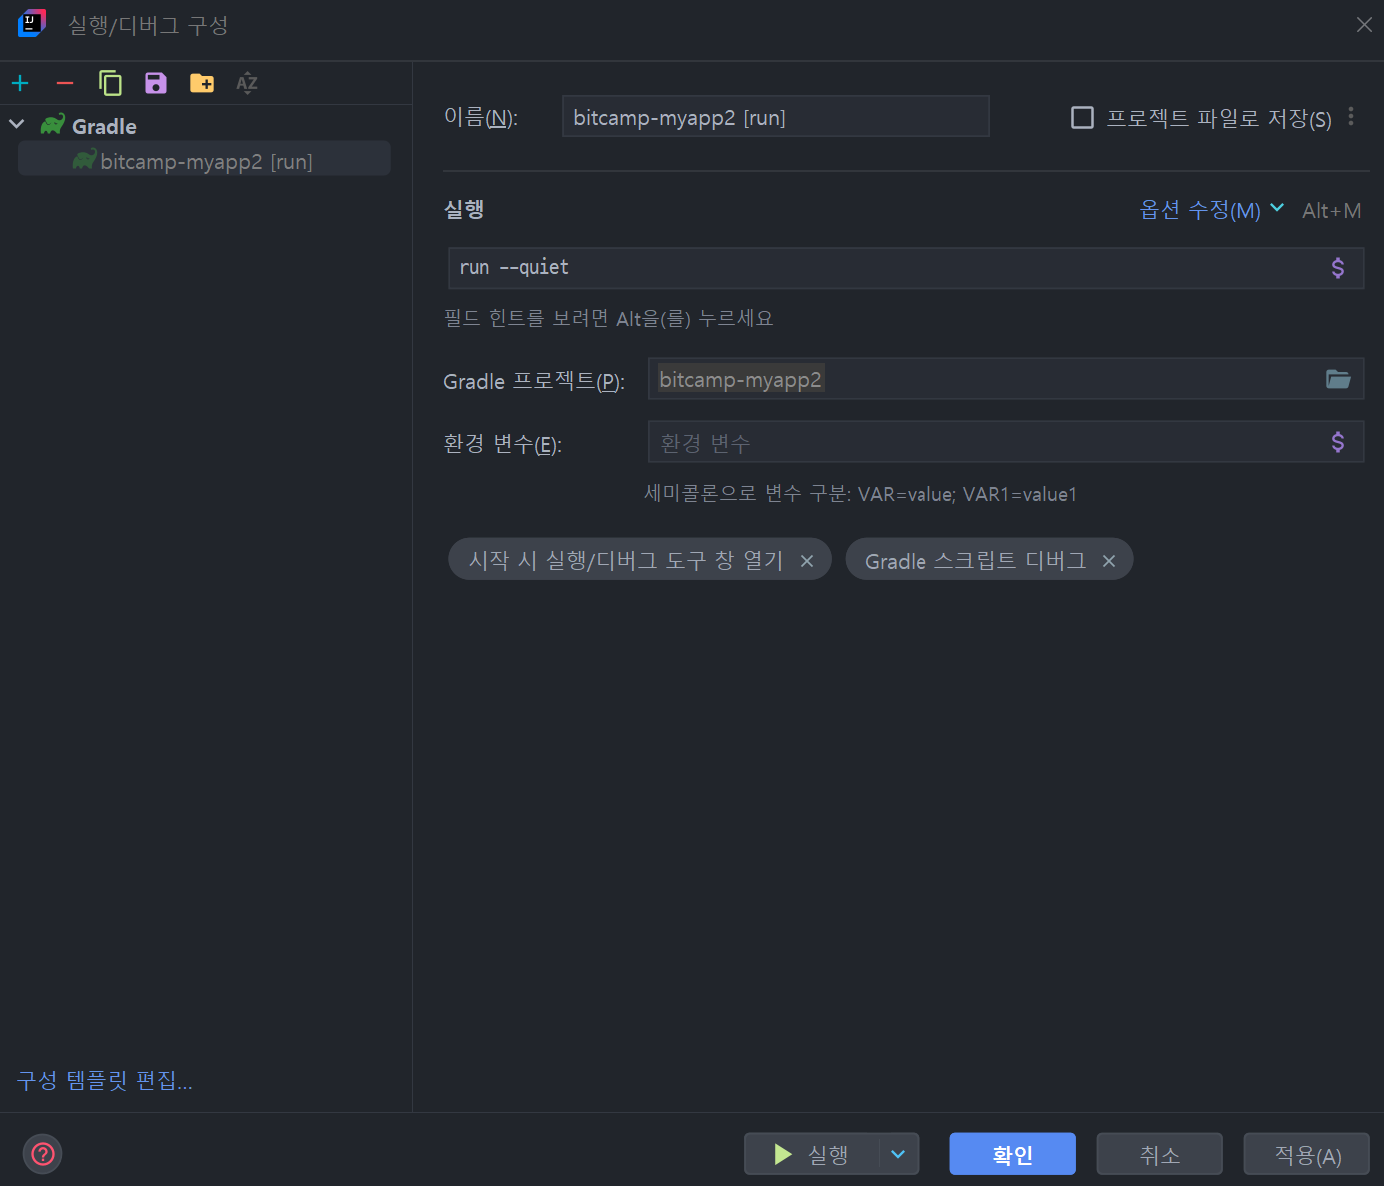 실행/디버그 구성
AZ
Gradle
bitcamp-myapp2 [run]
구성 템플릿 편집...
이름(N):
bitcamp-myapp2 [run]
프로젝트 파일로 저장(S)
실행
옵션 수정(M)
Alt+M
run --quiet
$
필드 힌트를 보려면 Alt을(를) 누르세요
Gradle 프로젝트(P):
bitcamp-myapp2
환경 변수(E):
환경 변수
$
세미콜론으로 변수 구분: VAR=value; VAR1=value1
시작 시 실행/디버그 도구 창 열기
Gradle 스크립트 디버그
?
실행
확인
취소
적용(A)